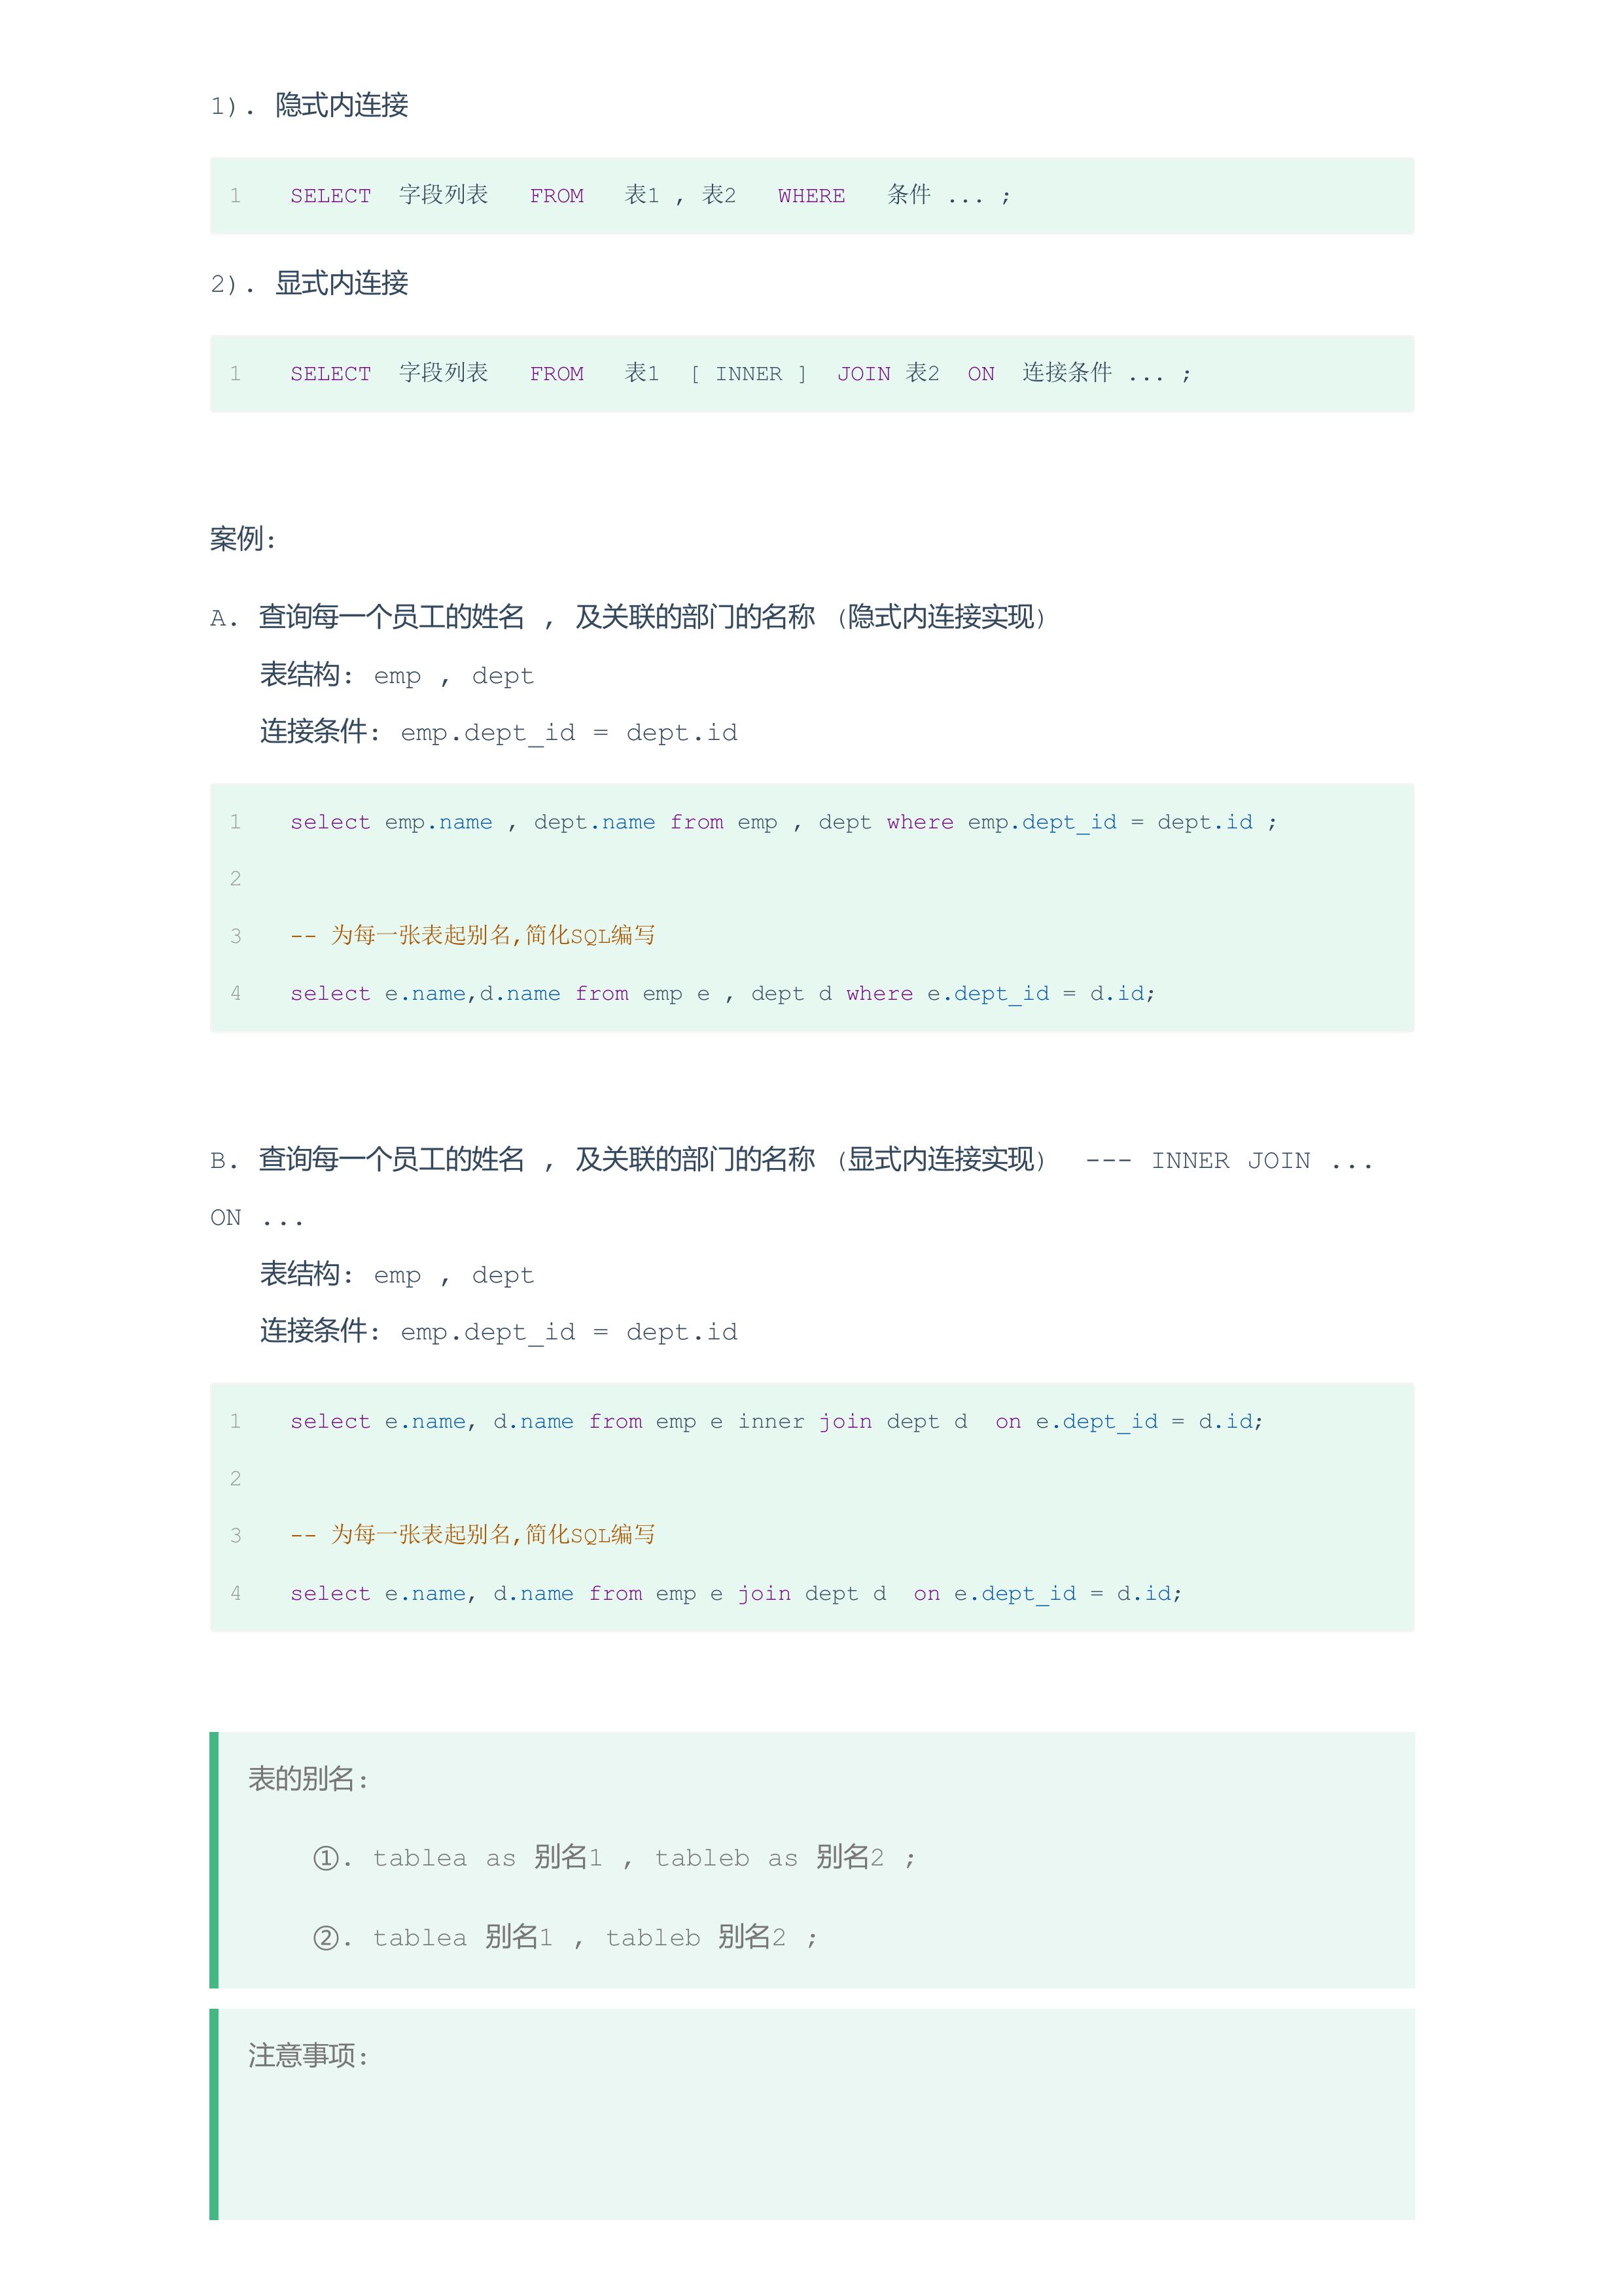 1). 隐式内连接
1 SELECT 字段列表 FROM 表1 , 表2 WHERE 条件 ... ;
2). 显式内连接
1 SELECT 字段列表 FROM 表1 [ INNER ] JOIN 表2 ON 连接条件 ... ;
案例:
A. 查询每一个员工的姓名 , 及关联的部门的名称 (隐式内连接实现)
表结构: emp , dept
连接条件: emp.dept_id = dept.id
1 select emp.name , dept.name from emp , dept where emp.dept_id = dept.id ;
2
3 -- 为每一张表起别名,简化SQL编写
4 select e.name,d.name from emp e , dept d where e.dept_id = d.id;
B. 查询每一个员工的姓名 , 及关联的部门的名称 (显式内连接实现) --- INNER JOIN ...
ON ...
表结构: emp , dept
连接条件: emp.dept_id = dept.id
1 select e.name, d.name from emp e inner join dept d on e.dept_id = d.id;
2
3 -- 为每一张表起别名,简化SQL编写
4 select e.name, d.name from emp e join dept d on e.dept_id = d.id;
表的别名:
①. tablea as 别名1 , tableb as 别名2 ;
②. tablea 别名1 , tableb 别名2 ;
注意事项: